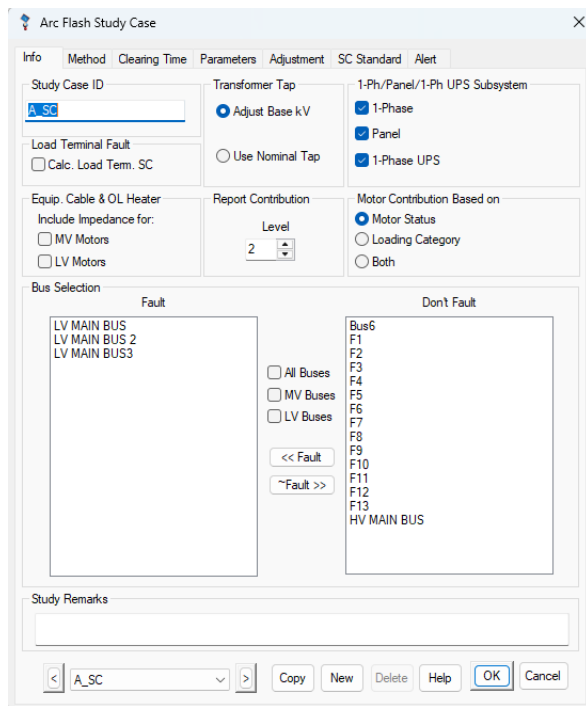 Arc Flash Study Case
Info Method Clearing Time Parameters Adjustment SC Standard Alert
Study Case ID
A_SC
Transformer Tap
Adjust Base kV
Use Nominal Tap
1-Ph/Panel/1-Ph UPS Subsystem
1-Phase
Panel
1-Phase UPS
Load Terminal Fault
Calc. Load Term. SC
Equip. Cable & OL Heater
Include Impedance for:
MV Motors
LV Motors
Report Contribution
Level
2
Motor Contribution Based on
Motor Status
Loading Category
Both
Bus Selection
Fault
LV MAIN BUS
LV MAIN BUS 2
LV MAIN BUS3
All Buses
MV Buses
LV Buses
<< Fault
~Fault >>
Don't Fault
Bus6
F1
F2
F3
F4
F5
F6
F7
F8
F9
F10
F11
F12
F13
HV MAIN BUS
Study Remarks
< A_SC > Copy New Delete Help OK Cancel